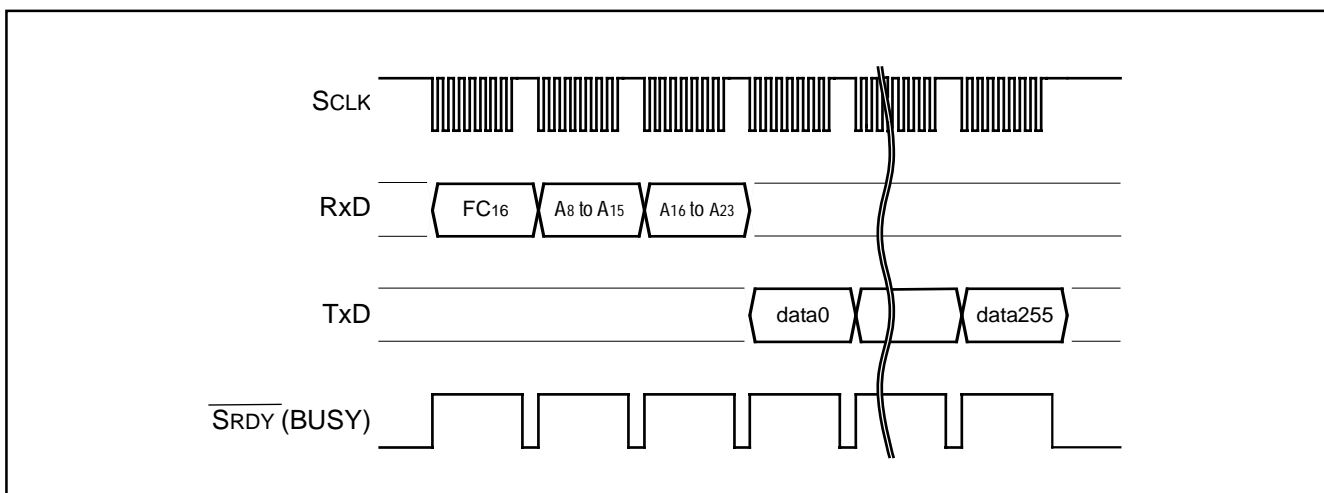 SCLK
RxD
FC16
A8 to A15
A16 to A23
TxD
data0
data255
SRDY (BUSY)